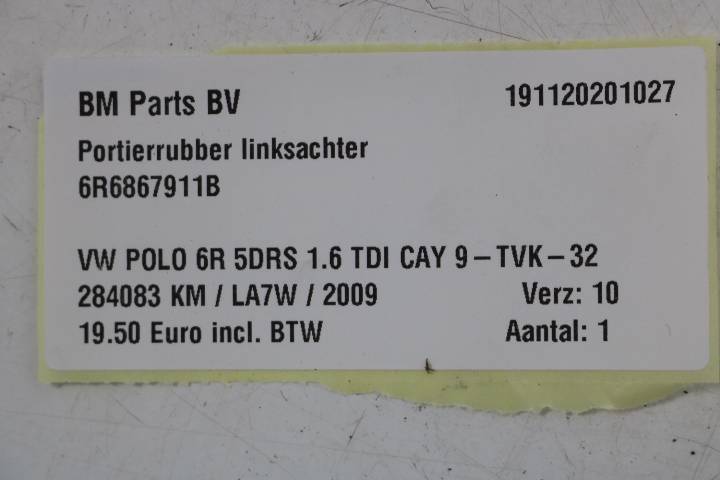 BM Parts BV 191120201027
Portierrubber linksachter
6R6867911B
VW POLO 6R 5DRS 1.6 TDI CAY 9-TVK-32
284083 KM / LA7W / 2009 Verz: 10
19.50 Euro incl. BTW Aantal: 1